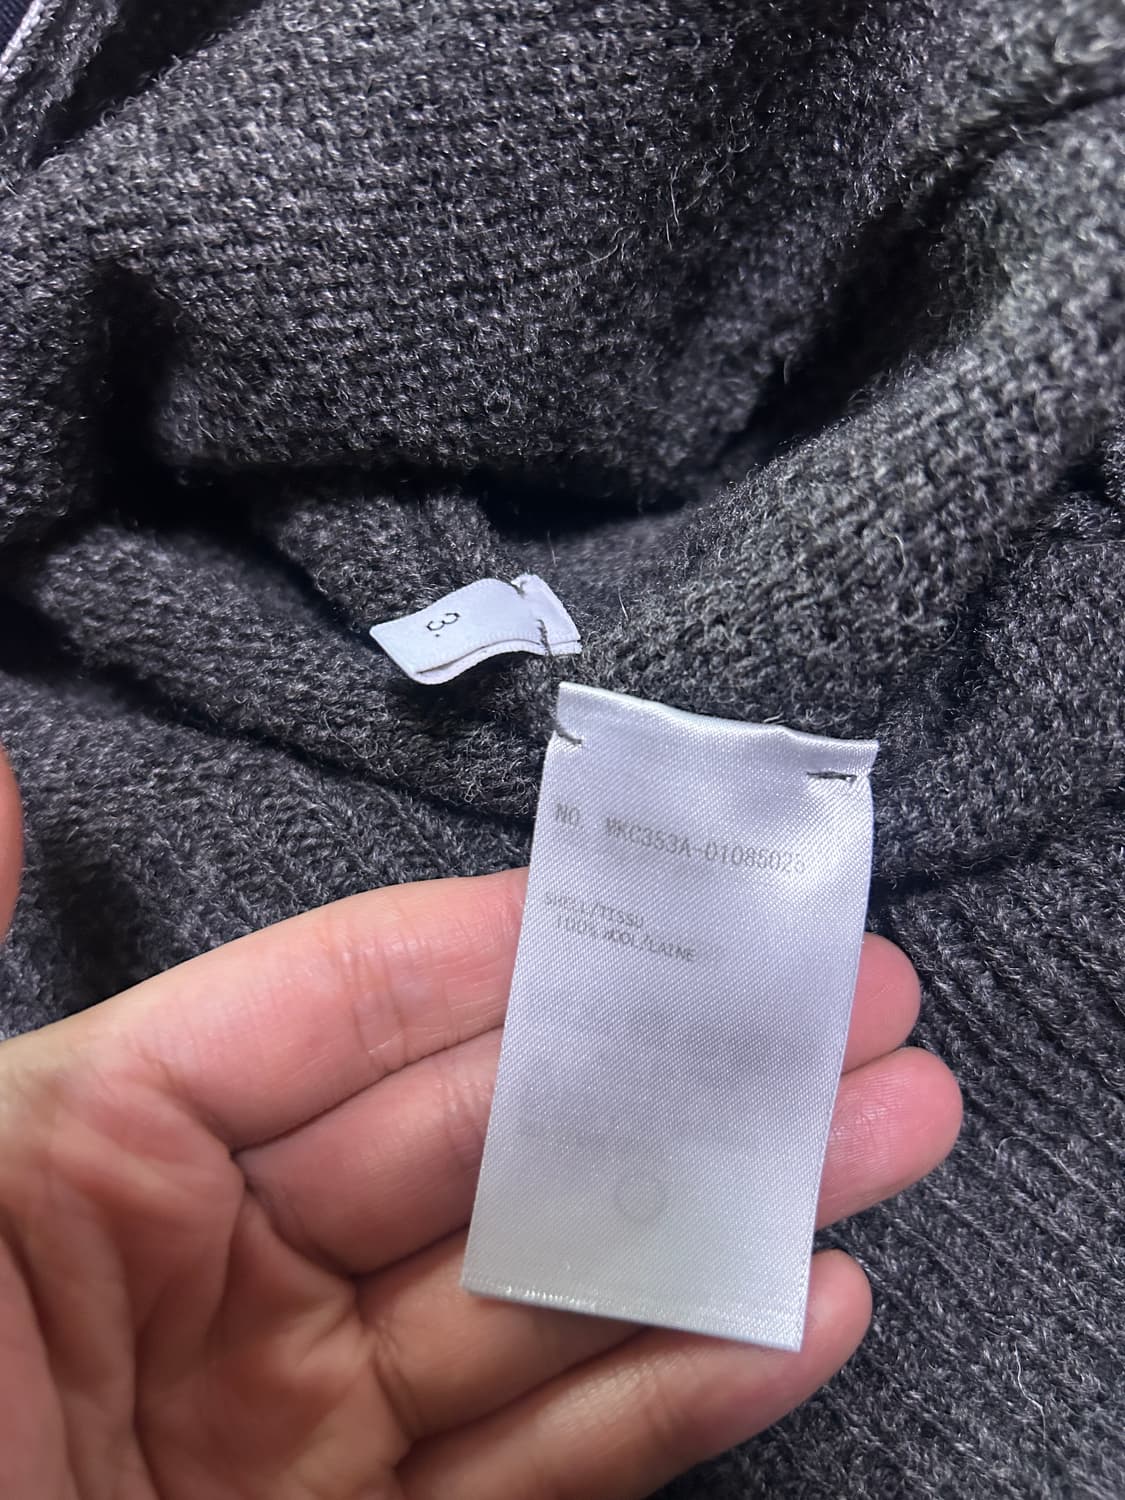 3.
NO. MKC353A-01085023
SHELL/TISSU
100% WOOL/LAINE